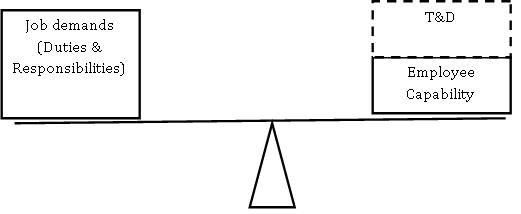 Job demands
(Duties &
Responsibilities)
T&D
Employee
Capability